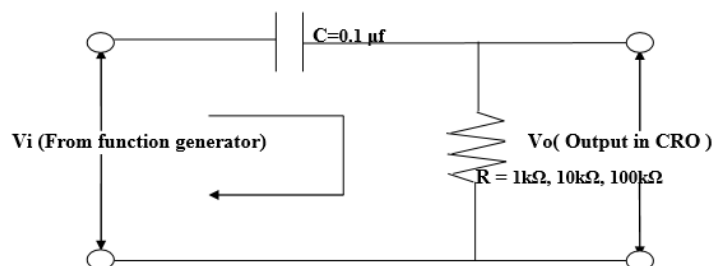 C=0.1 µf
Vi (From function generator)
Vo( Output in CRO )
R = 1kΩ, 10kΩ, 100kΩ